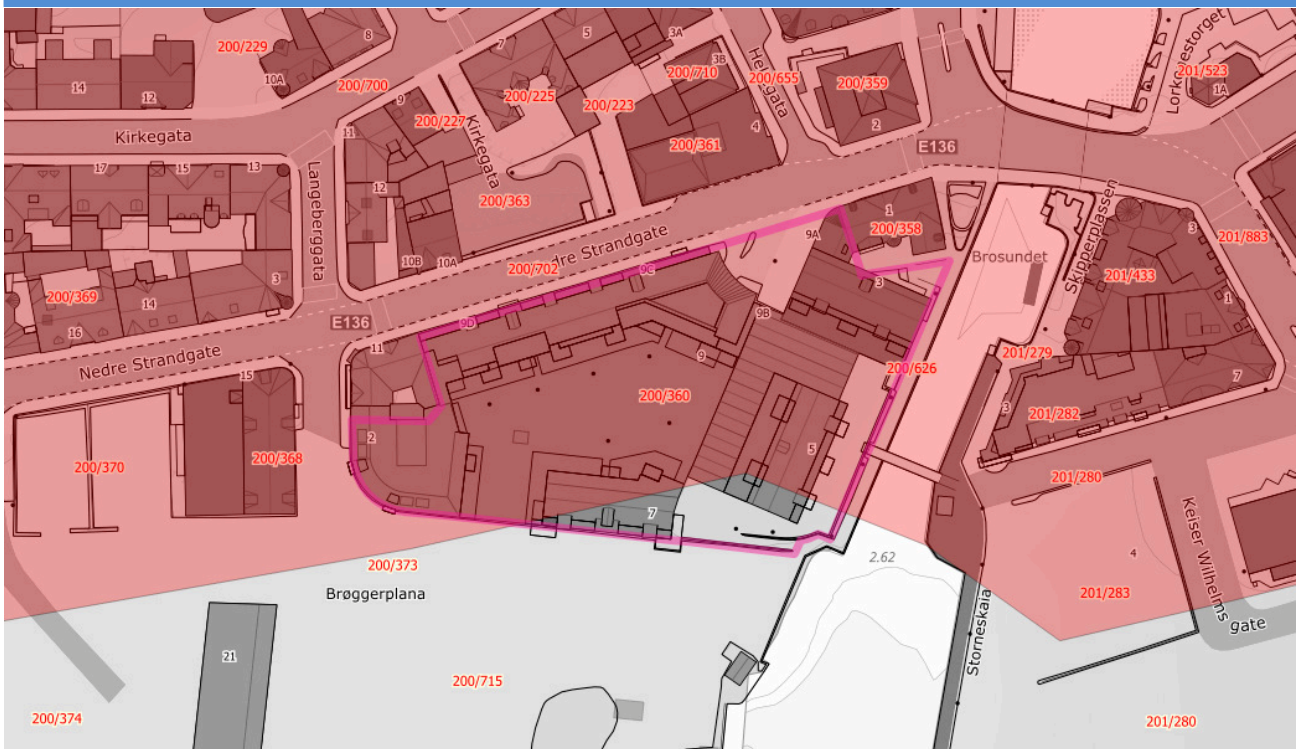 200/229
8
7
5
3A
3B
Lorkenestorget
201/523
1A
10A
200/700
200/710
200/655
Hellegata
200/359
14
12
9
200/225
200/223
200/227
Kirkegata
11
Kirkegata
4
2
200/361
E136
17
15
13
Langeberggata
12
200/363
Skipperplassen
1
200/358
9A
3
201/883
10B
10A
200/702
dre Strandgate
9C
Brosundet
201/433
3
3
200/369
14
16
E136
9D
9B
1
Nedre Strandgate
11
9
200/626
201/279
15
200/360
7
3
201/282
2
5
200/370
200/368
201/280
Keiser Wilhelms gate
7
2.62
4
200/373
Brøggerplana
201/283
Storneskaia
21
200/715
200/374
201/280